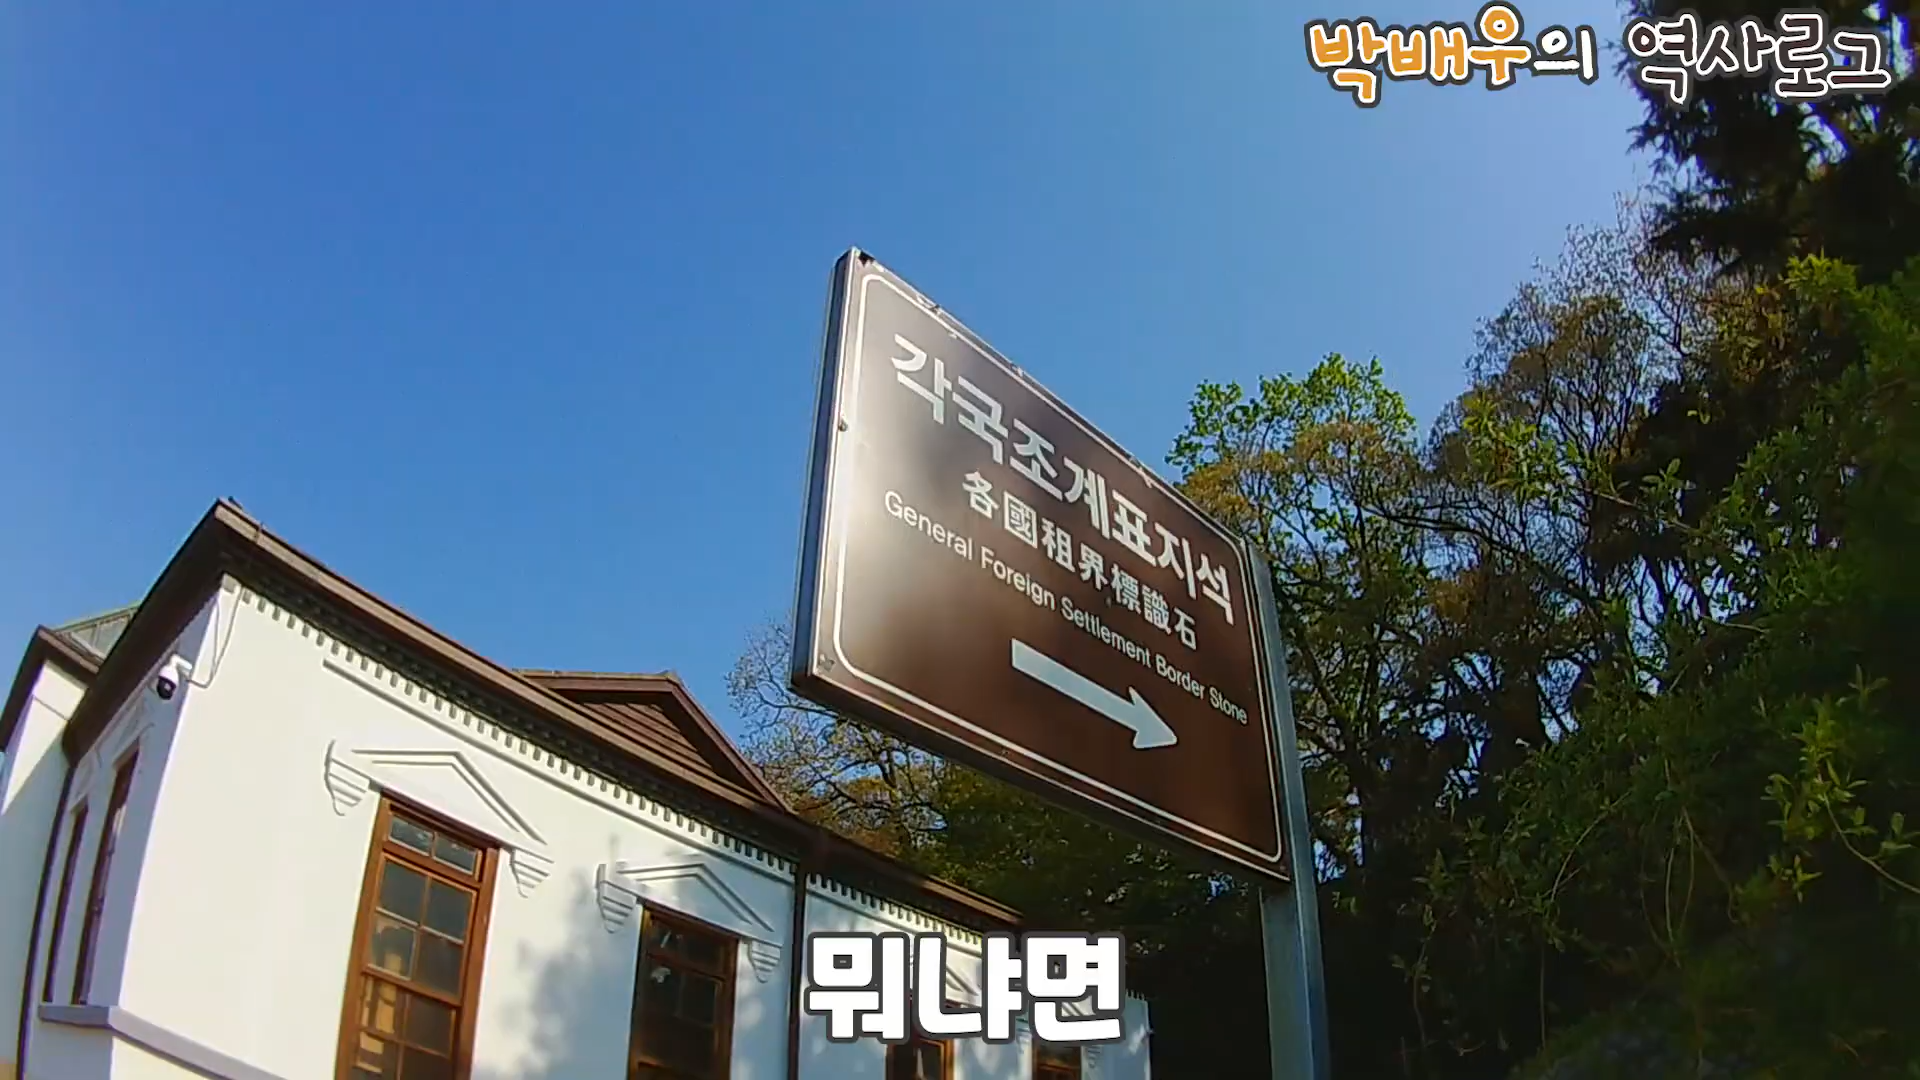 박배우의 역사로그
각국조계표지석
各國租界標識石
General Foreign Settlement Border Stone
뭐냐면